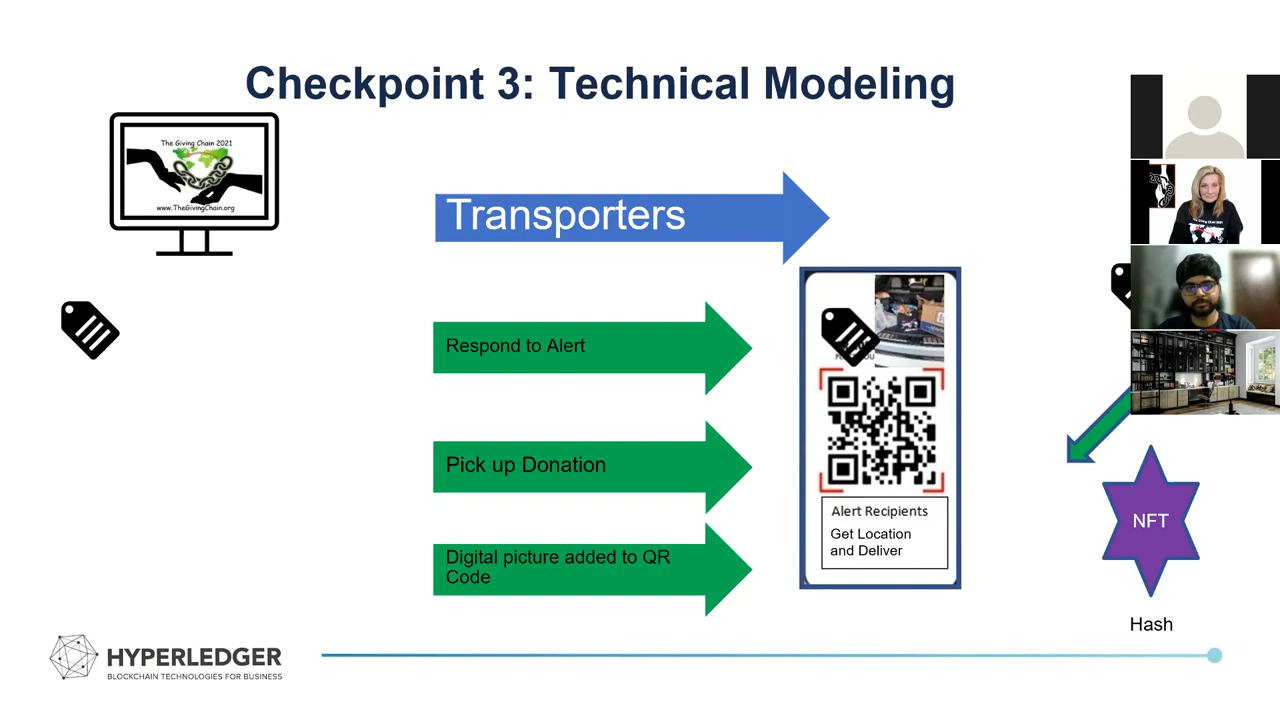 Checkpoint 3: Technical Modeling
The Giving Chain 2021
www.TheGivingChain.org
Transporters
Respond to Alert
Pick up Donation
Digital picture added to QR
Code
Alert Recipients
Get Location
and Deliver
NFT
Hash
HYPERLEDGER
BLOCKCHAIN TECHNOLOGIES FOR BUSINESS